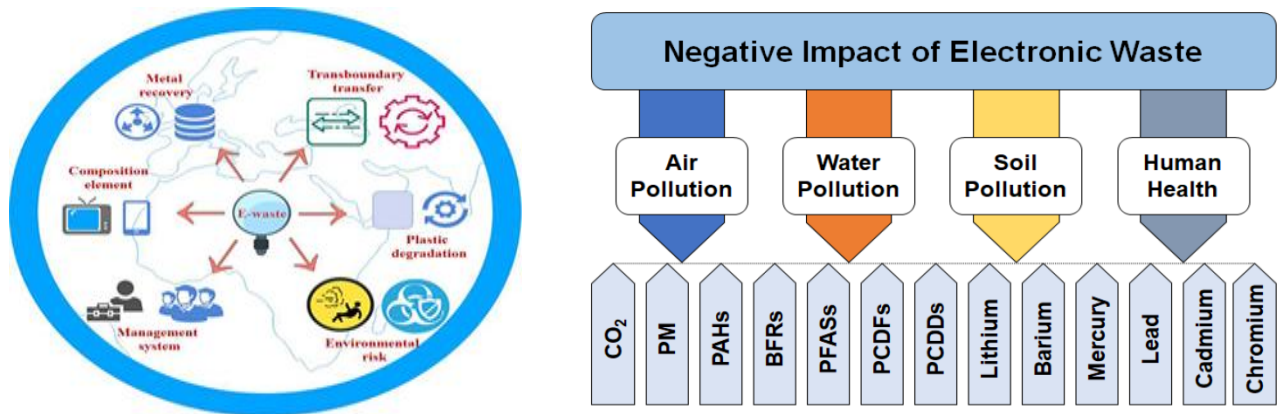 Metal
recovery
Transboundary
transfer
Composition
element
E-waste
Plastic
degradation
Management
system
Environmental
risk
Negative Impact of Electronic Waste
Air
Pollution
Water
Pollution
Soil
Pollution
Human
Health
CO₂
PM
PAHs
BFRs
PFASs
PCDFs
PCDDs
Lithium
Barium
Mercury
Lead
Cadmium
Chromium